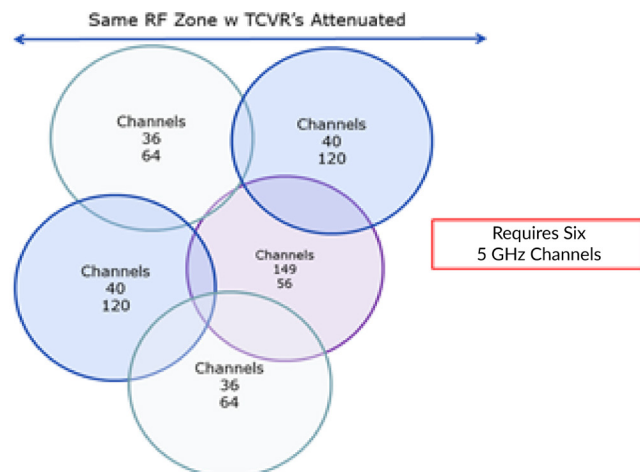 Same RF Zone w TCVR's Attenuated
Channels
36
64
Channels
40
120
Channels
149
56
Requires Six
5 GHz Channels
Channels
40
120
Channels
36
64